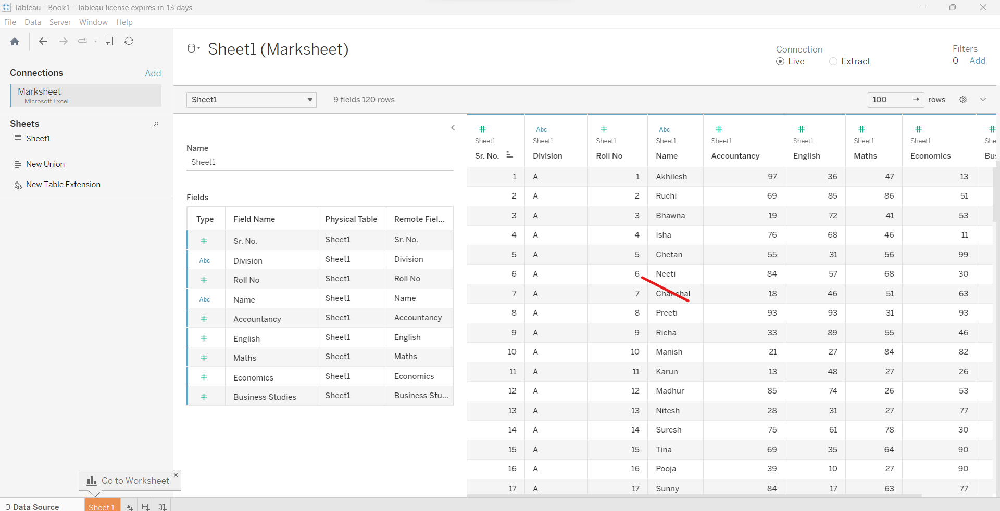 Tableau - Book1 - Tableau license expires in 13 days
File Data Server Window Help
Connections Add
Marksheet
Microsoft Excel
Sheets
Sheet1
New Union
New Table Extension
Sheet1 (Marksheet)
Connection
Live Extract
Filters
0 Add
Sheet1 9 fields 120 rows 100 rows
Name
Sheet1
Fields
Type Field Name Physical Table Remote Fiel...
Sr. No. Sheet1 Sr. No.
Abc Division Sheet1 Division
Roll No Sheet1 Roll No
Abc Name Sheet1 Name
Accountancy Sheet1 Accountancy
English Sheet1 English
Maths Sheet1 Maths
Economics Sheet1 Economics
Business Studies Sheet1 Business Stu...
Abc Abc
Sheet1 Sheet1 Sheet1 Sheet1 Sheet1 Sheet1 Sheet1 Sheet1 She
Sr. No. Division Roll No Name Accountancy English Maths Economics Bus
1 A 1 Akhilesh 97 36 47 13
2 A 2 Ruchi 69 85 86 51
3 A 3 Bhawna 19 72 41 53
4 A 4 Isha 76 68 46 11
5 A 5 Chetan 55 31 56 99
6 A 6 Neeti 84 57 68 30
7 A 7 Chanchal 18 46 51 63
8 A 8 Preeti 93 93 31 93
9 A 9 Richa 33 89 55 46
10 A 10 Manish 21 27 84 82
11 A 11 Karun 13 48 27 26
12 A 12 Madhur 85 74 26 53
13 A 13 Nitesh 28 31 27 77
14 A 14 Suresh 75 61 78 30
15 A 15 Tina 69 35 64 90
16 A 16 Pooja 39 10 27 90
17 A 17 Sunny 84 17 63 77
Go to Worksheet
Data Source Sheet 1